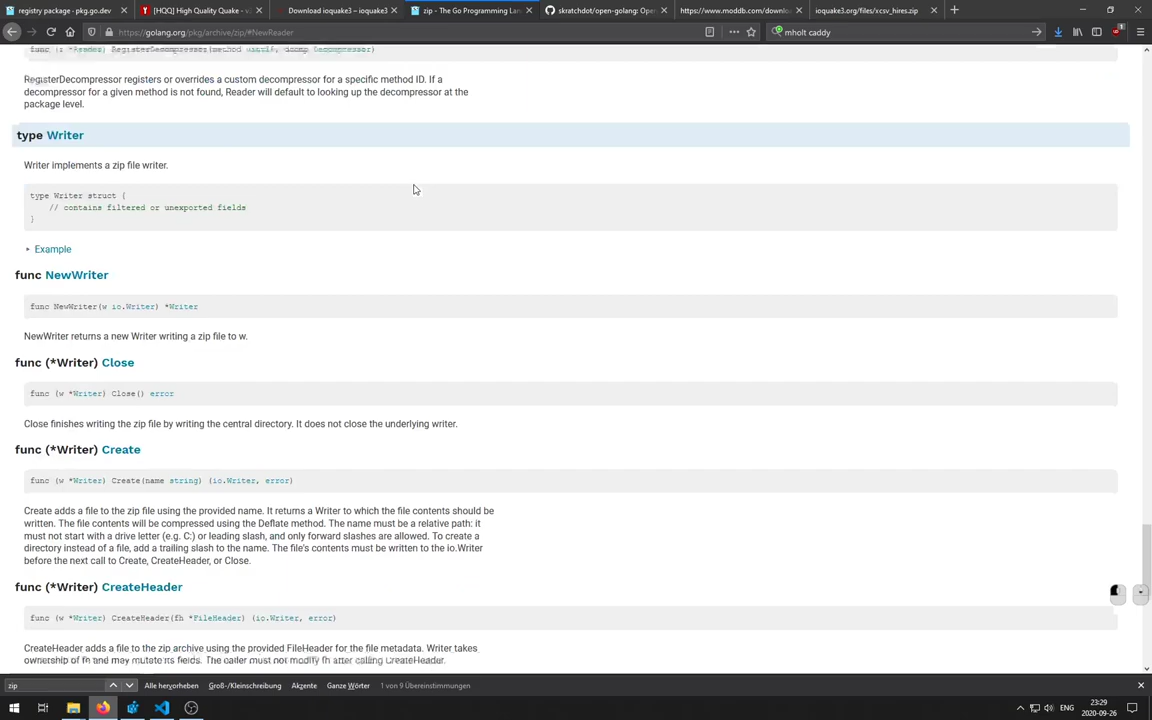 registry package - pkg.go.dev
[HQQ] High Quality Quake - v
Download ioquake3 – ioquake3
zip - The Go Programming Lan
skratchdot/open-golang: Open
https://www.moddb.com/downlo
ioquake3.org/files/xcsv_hires.zip
https://golang.org/pkg/archive/zip/#NewReader
mholt caddy
RegisterDecompressor registers or overrides a custom decompressor for a specific method ID. If a
decompressor for a given method is not found, Reader will default to looking up the decompressor at the
package level.
type Writer
Writer implements a zip file writer.
type Writer struct {
// contains filtered or unexported fields
}
Example
func NewWriter
func NewWriter(w io.Writer) *Writer
NewWriter returns a new Writer writing a zip file to w.
func (*Writer) Close
func (w *Writer) Close() error
Close finishes writing the zip file by writing the central directory. It does not close the underlying writer.
func (*Writer) Create
func (w *Writer) Create(name string) (io.Writer, error)
Create adds a file to the zip file using the provided name. It returns a Writer to which the file contents should be
written. The file contents will be compressed using the Deflate method. The name must be a relative path: it
must not start with a drive letter (e.g. C:) or leading slash, and only forward slashes are allowed. To create a
directory instead of a file, add a trailing slash to the name. The file's contents must be written to the io.Writer
before the next call to Create, CreateHeader, or Close.
func (*Writer) CreateHeader
func (w *Writer) CreateHeader(fh *FileHeader) (io.Writer, error)
CreateHeader adds a file to the zip archive using the provided FileHeader for the file metadata. Writer takes
ownership of fh and may mutate its fields. The caller must not modify fh after calling CreateHeader.
zip
Alle hervorheben
Groß-/Kleinschreibung
Akzente
Ganze Wörter
1 von 9 Übereinstimmungen
ENG
23:29
2020-09-26